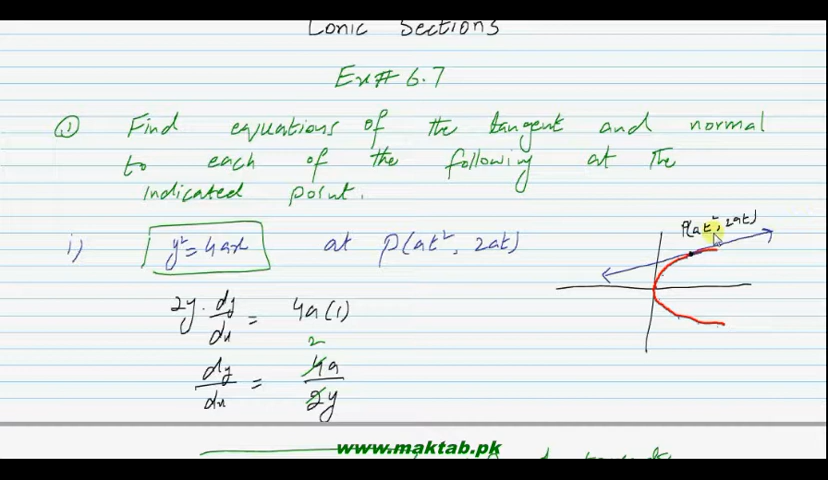 Conic Sections
Ex# 6.7
Q1 Find equations of the tangent and normal
to each of the following at the
indicated point.
i) y² = 4ax at P(at², 2at)
P(at², 2at)
2y · dy/dx = 4a(1)
dy/dx = 4a/2y 2
www.maktab.pk